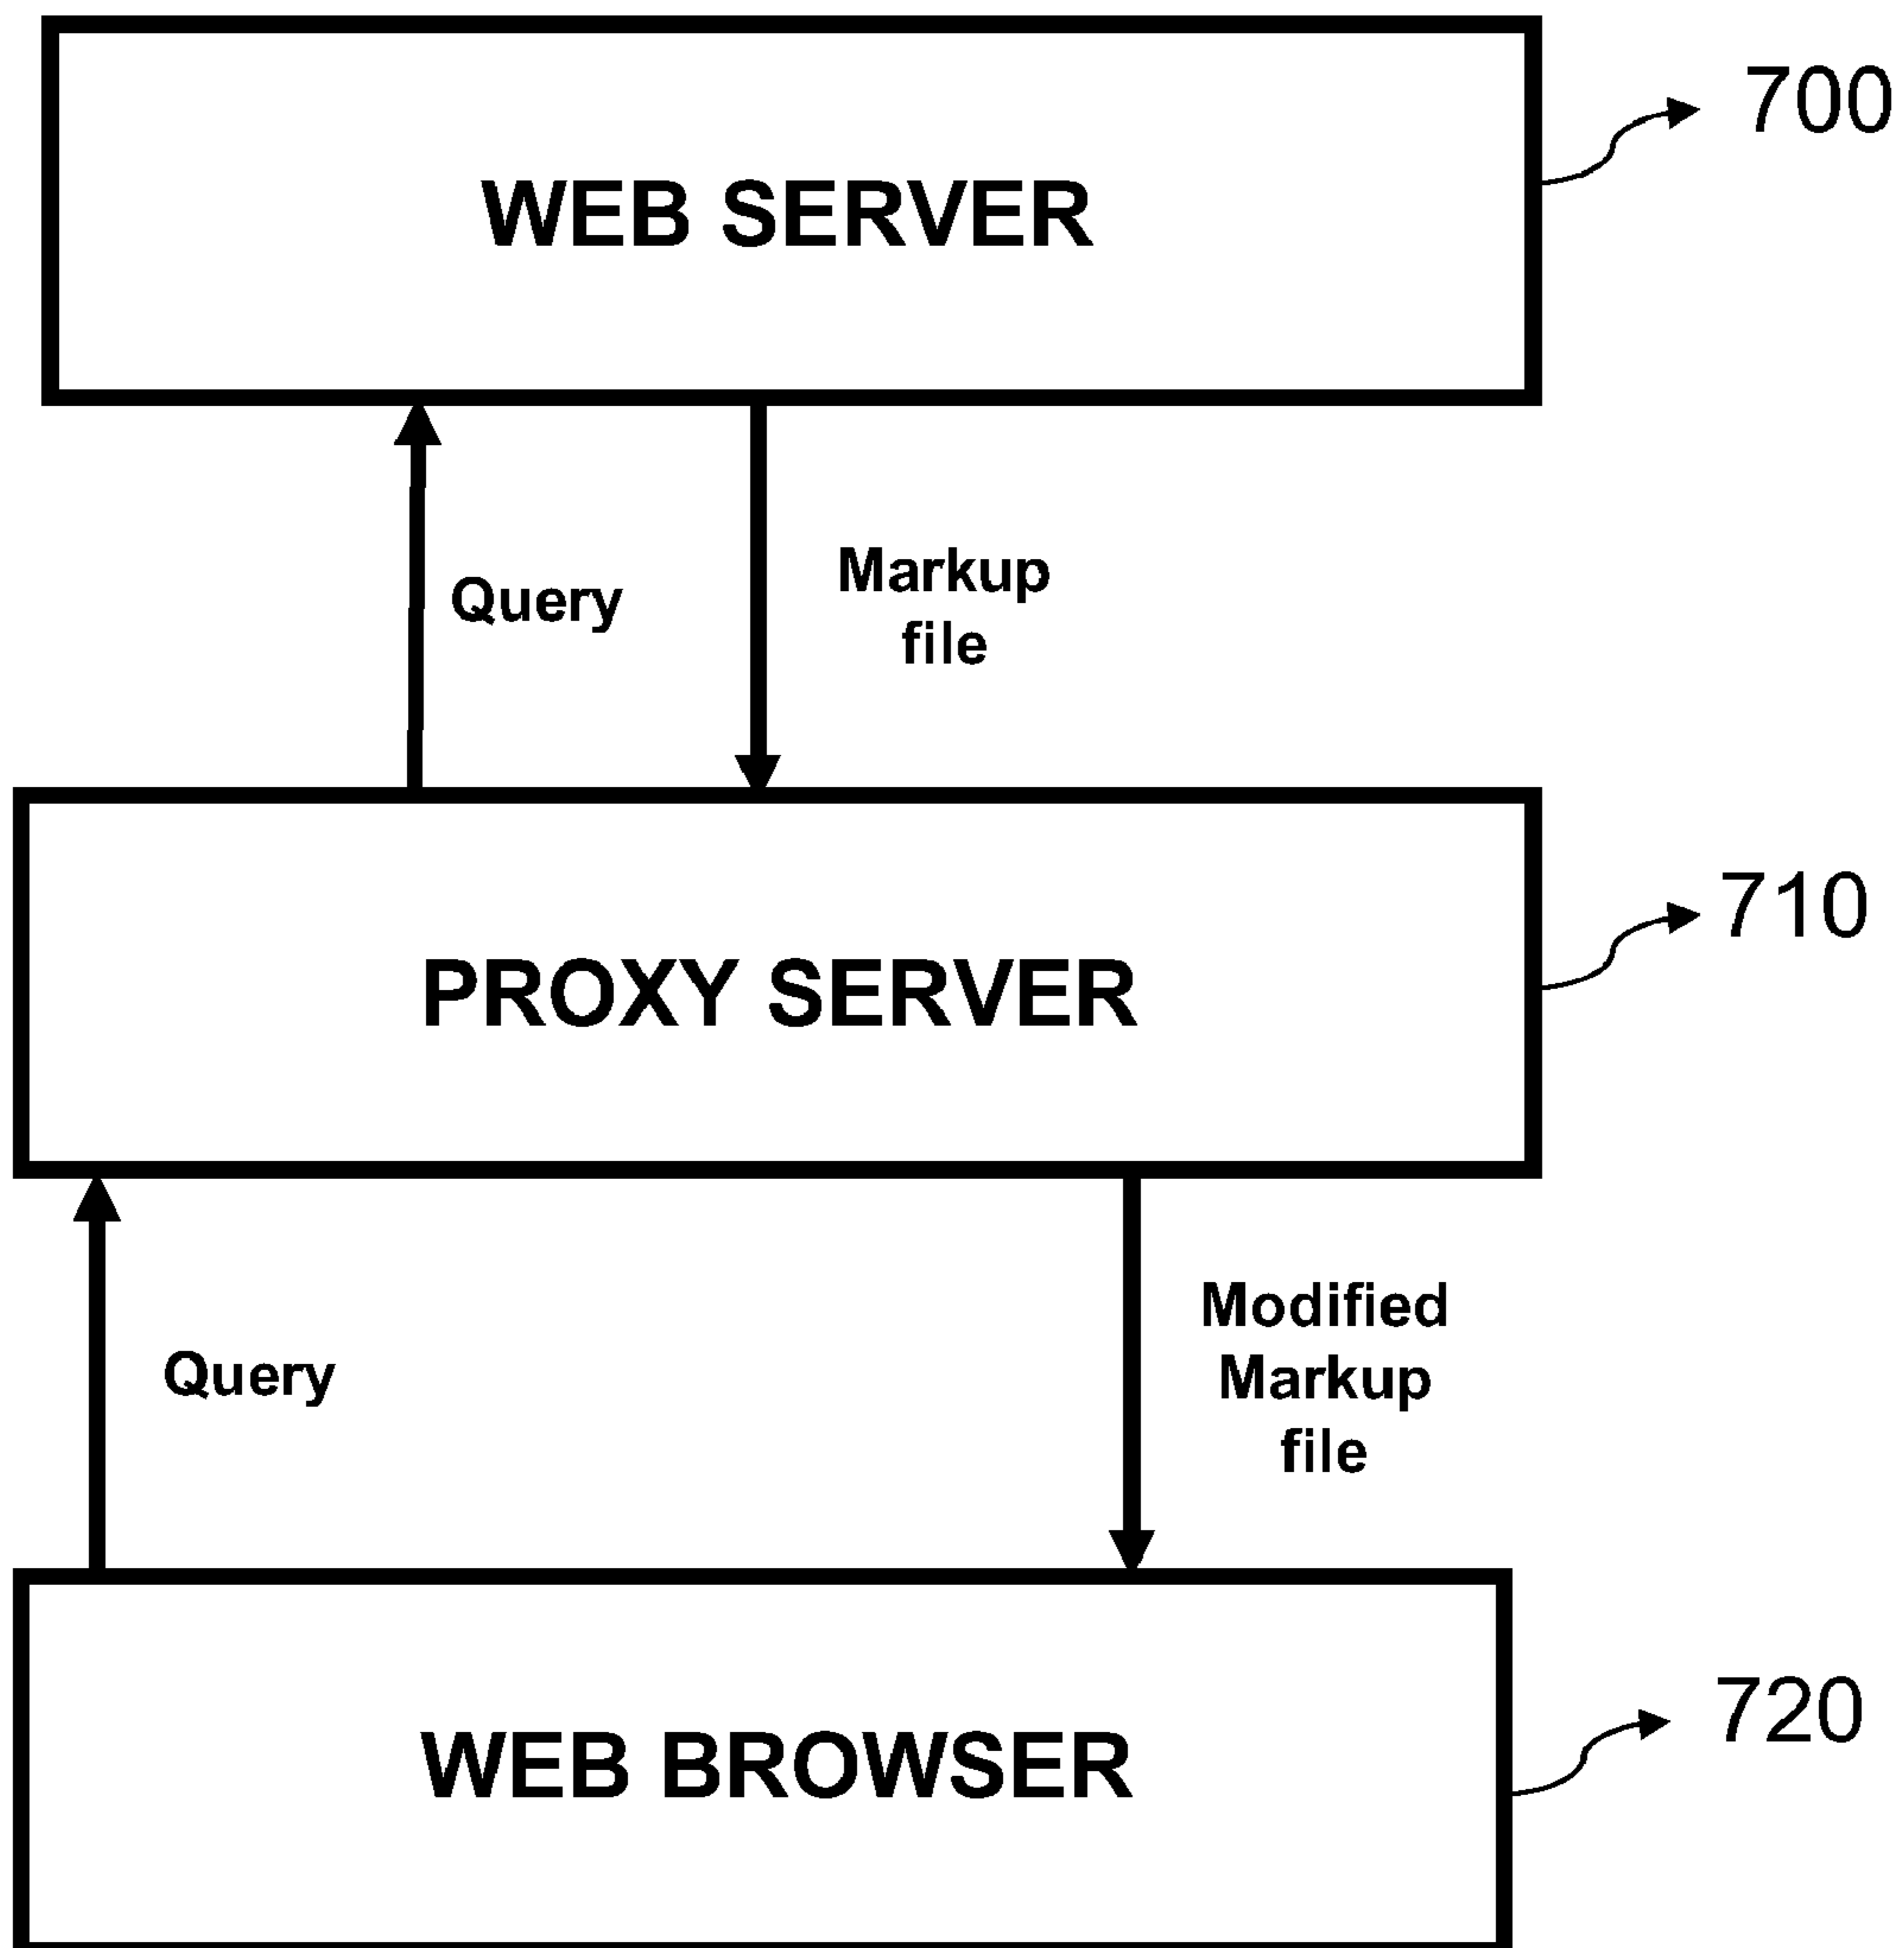 700
WEB SERVER
Query
Markup
file
710
PROXY SERVER
Query
Modified
Markup
file
720
WEB BROWSER